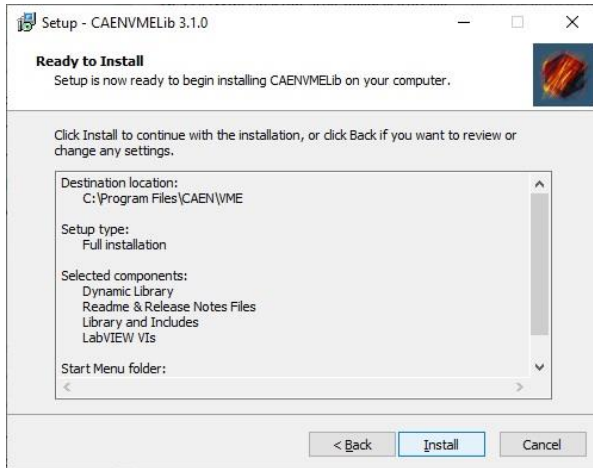 Setup - CAENVMELib 3.1.0
Ready to Install
Setup is now ready to begin installing CAENVMELib on your computer.
Click Install to continue with the installation, or click Back if you want to review or
change any settings.
Destination location:
C:\Program Files\CAEN\VME
Setup type:
Full installation
Selected components:
Dynamic Library
Readme & Release Notes Files
Library and Includes
LabVIEW VIs
Start Menu folder:
< Back
Install
Cancel